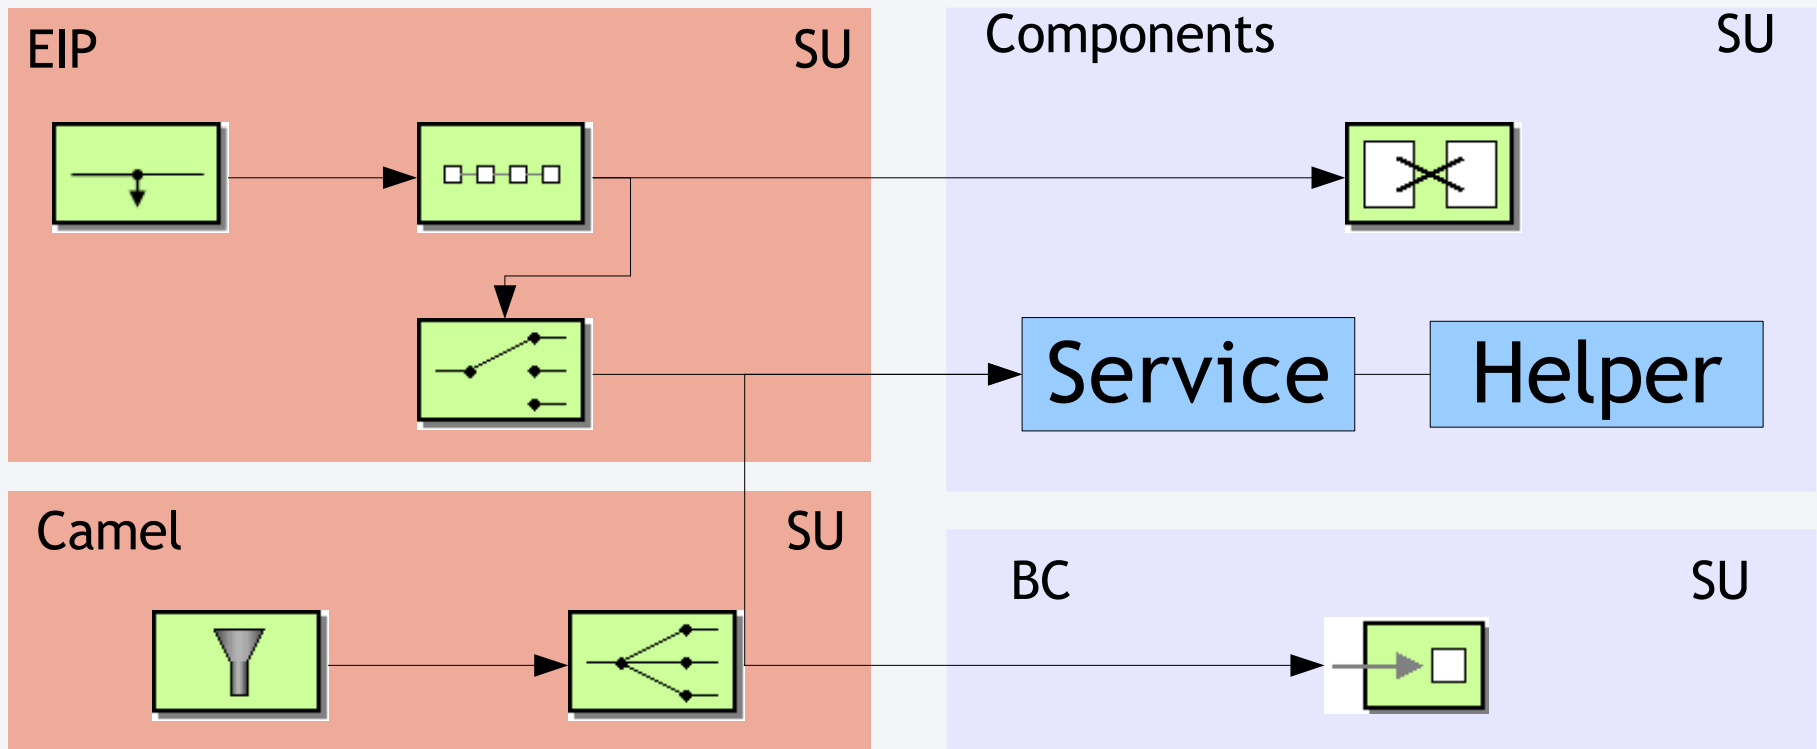 EIP SU
Components SU
Service Helper
Camel SU
BC SU